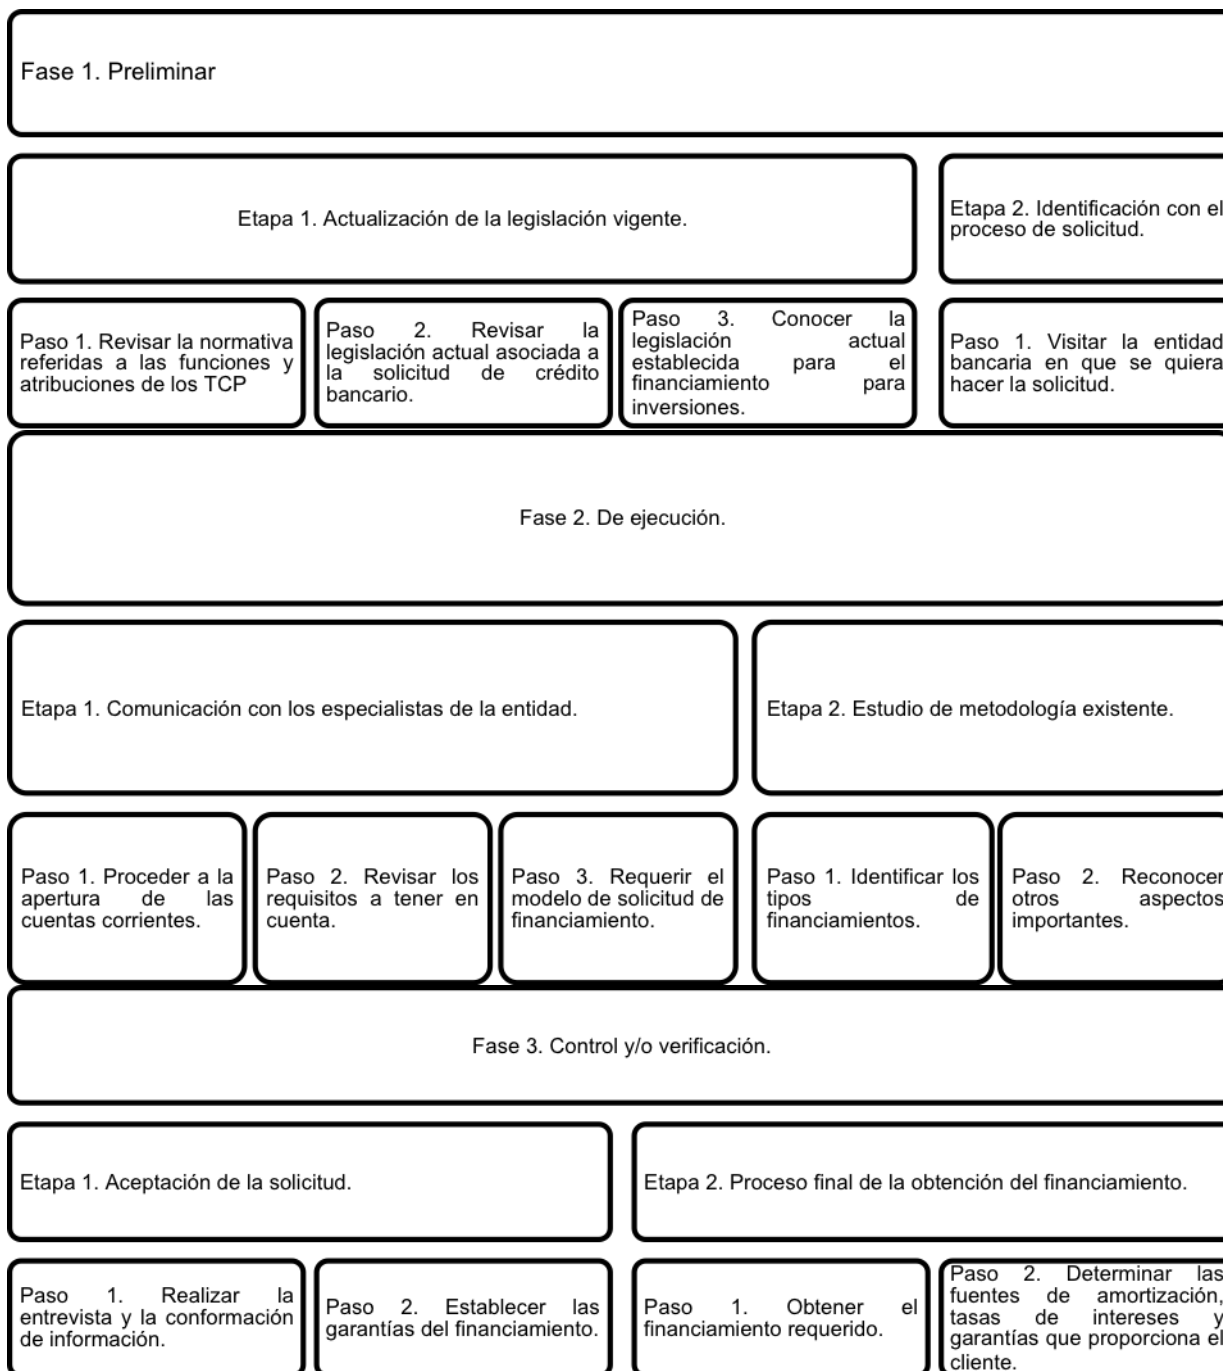 Fase 1. Preliminar
Etapa 1. Actualización de la legislación vigente.
Etapa 2. Identificación con el
proceso de solicitud.
Paso 1. Revisar la normativa
referidas a las funciones y
atribuciones de los TCP
Paso 2. Revisar la
legislación actual asociada a
la solicitud de crédito
bancario.
Paso 3. Conocer la
legislación actual
establecida para el
financiamiento para
inversiones.
Paso 1. Visitar la entidad
bancaria en que se quiera
hacer la solicitud.
Fase 2. De ejecución.
Etapa 1. Comunicación con los especialistas de la entidad.
Etapa 2. Estudio de metodología existente.
Paso 1. Proceder a la
apertura de las
cuentas corrientes.
Paso 2. Revisar los
requisitos a tener en
cuenta.
Paso 3. Requerir el
modelo de solicitud de
financiamiento.
Paso 1. Identificar los
tipos de
financiamientos.
Paso 2. Reconocer
otros aspectos
importantes.
Fase 3. Control y/o verificación.
Etapa 1. Aceptación de la solicitud.
Etapa 2. Proceso final de la obtención del financiamiento.
Paso 1. Realizar la
entrevista y la conformación
de información.
Paso 2. Establecer las
garantías del financiamiento.
Paso 1. Obtener el
financiamiento requerido.
Paso 2. Determinar las
fuentes de amortización,
tasas de intereses y
garantías que proporciona el
cliente.